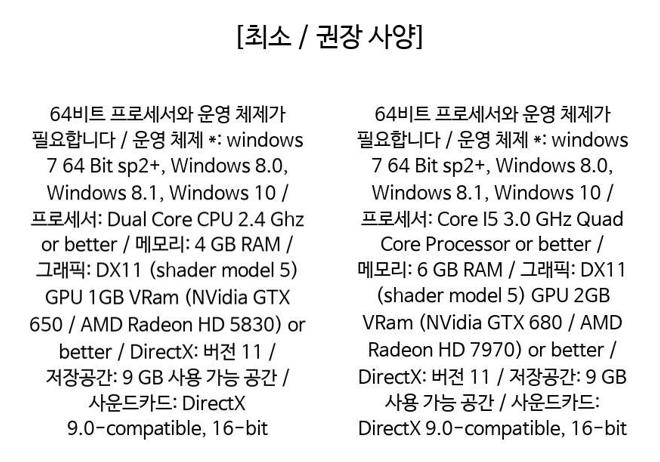 [최소 / 권장 사양]
64비트 프로세서와 운영 체제가
필요합니다 / 운영 체제 *: windows
7 64 Bit sp2+, Windows 8.0,
Windows 8.1, Windows 10 /
프로세서: Dual Core CPU 2.4 Ghz
or better / 메모리: 4 GB RAM /
그래픽: DX11 (shader model 5)
GPU 1GB VRam (NVidia GTX
650 / AMD Radeon HD 5830) or
better / DirectX: 버전 11 /
저장공간: 9 GB 사용 가능 공간 /
사운드카드: DirectX
9.0-compatible, 16-bit
64비트 프로세서와 운영 체제가
필요합니다 / 운영 체제 *: windows
7 64 Bit sp2+, Windows 8.0,
Windows 8.1, Windows 10 /
프로세서: Core I5 3.0 GHz Quad
Core Processor or better /
메모리: 6 GB RAM / 그래픽: DX11
(shader model 5) GPU 2GB
VRam (NVidia GTX 680 / AMD
Radeon HD 7970) or better /
DirectX: 버전 11 / 저장공간: 9 GB
사용 가능 공간 / 사운드카드:
DirectX 9.0-compatible, 16-bit